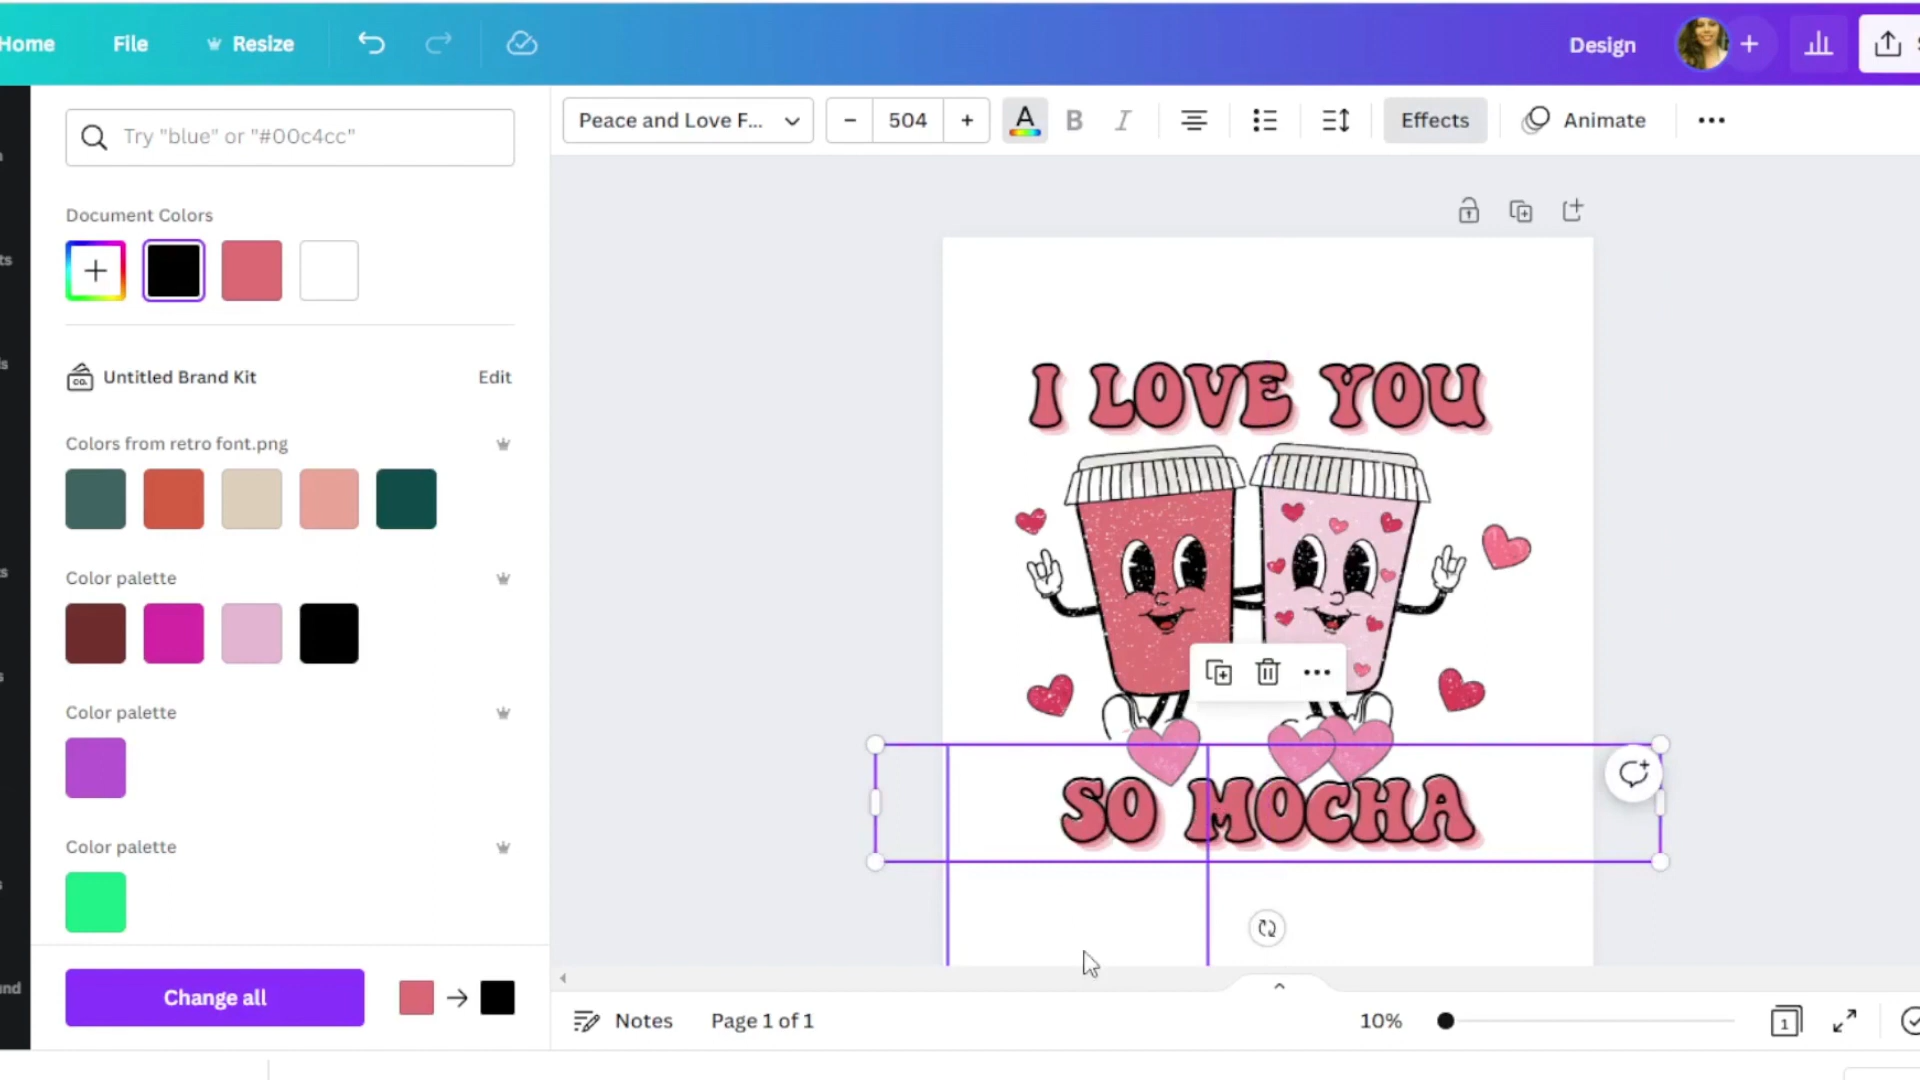 Home File Resize Design
Try "blue" or "#00c4cc"
Peace and Love F... − 504 + A B I Effects Animate
Document Colors
CO. Untitled Brand Kit Edit
Colors from retro font.png
Color palette
Color palette
Color palette
Change all
I LOVE YOU
SO MOCHA
Notes Page 1 of 1 10% 1